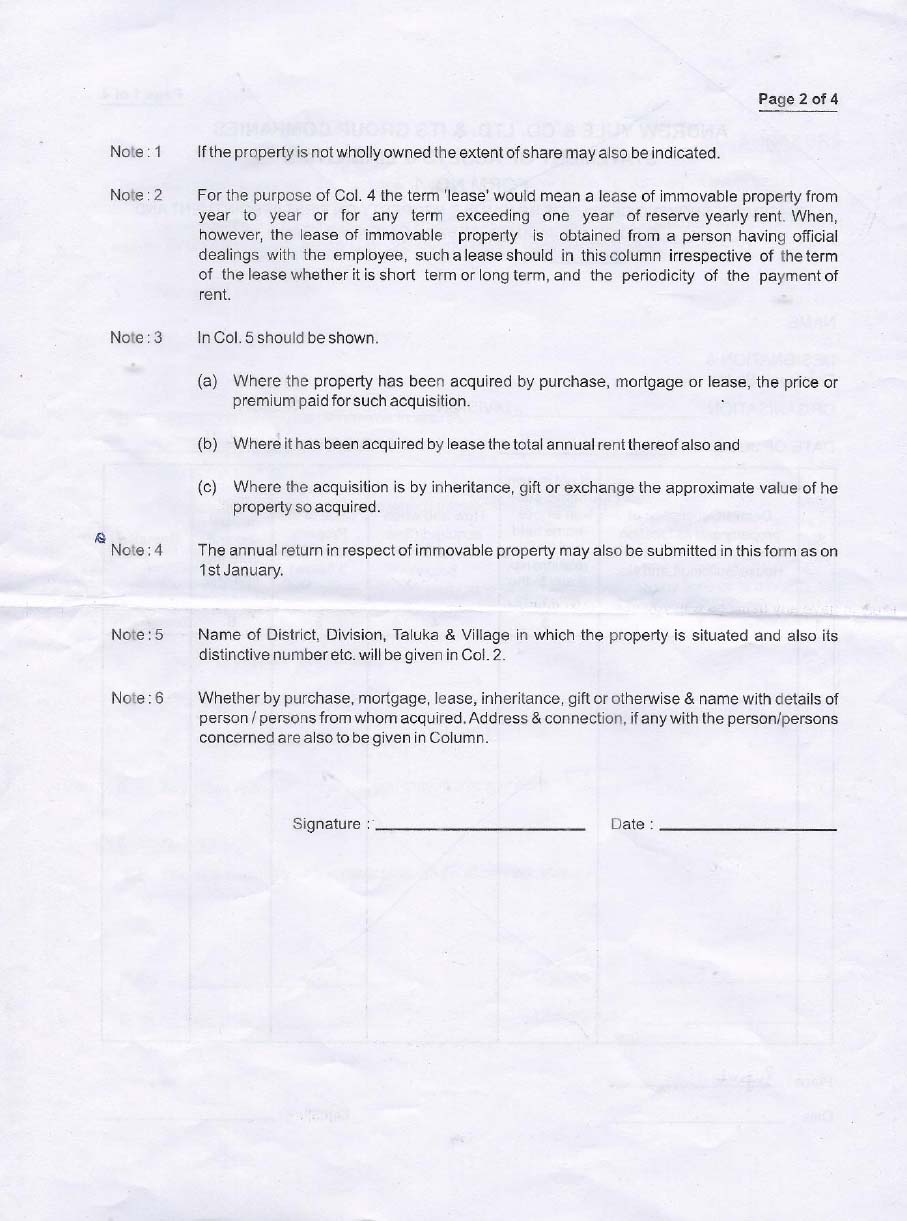 Page 2 of 4
Note : 1 If the property is not wholly owned the extent of share may also be indicated.
Note : 2 For the purpose of Col. 4 the term 'lease' would mean a lease of immovable property from
year to year or for any term exceeding one year of reserve yearly rent. When,
however, the lease of immovable property is obtained from a person having official
dealings with the employee, such a lease should in this column irrespective of the term
of the lease whether it is short term or long term, and the periodicity of the payment of
rent.
Note : 3 In Col. 5 should be shown.
(a) Where the property has been acquired by purchase, mortgage or lease, the price or
premium paid for such acquisition.
(b) Where it has been acquired by lease the total annual rent thereof also and
(c) Where the acquisition is by inheritance, gift or exchange the approximate value of he
property so acquired.
Note : 4 The annual return in respect of immovable property may also be submitted in this form as on
1st January.
Note : 5 Name of District, Division, Taluka & Village in which the property is situated and also its
distinctive number etc. will be given in Col. 2.
Note : 6 Whether by purchase, mortgage, lease, inheritance, gift or otherwise & name with details of
person / persons from whom acquired. Address & connection, if any with the person/persons
concerned are also to be given in Column.
Signature : Date :